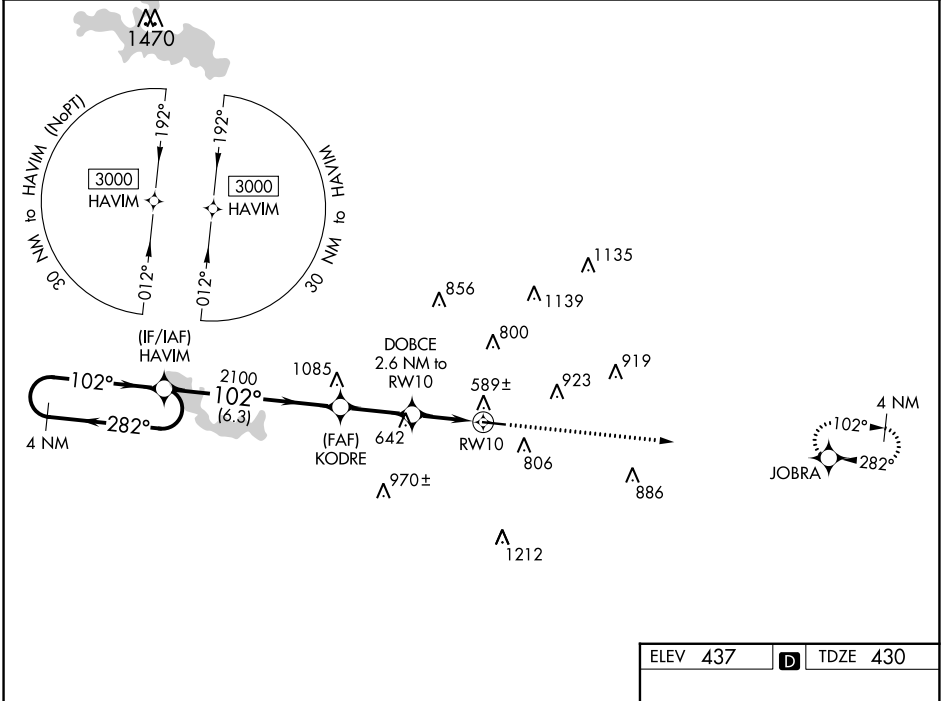 1470
30 NM to HAVIM (NoPT)
192°
3000
HAVIM
012°
192°
3000
HAVIM
012°
30 NM to HAVIM
1135
1139
856
800
919
923
589±
(IF/IAF)
HAVIM
DOBCE
2.6 NM to
RW10
1085
102°
2100
102°
(6.3)
282°
4 NM
(FAF)
KODRE
642
RW10
806
886
970±
1212
4 NM
102°
282°
JOBRA
ELEV 437 D TDZE 430